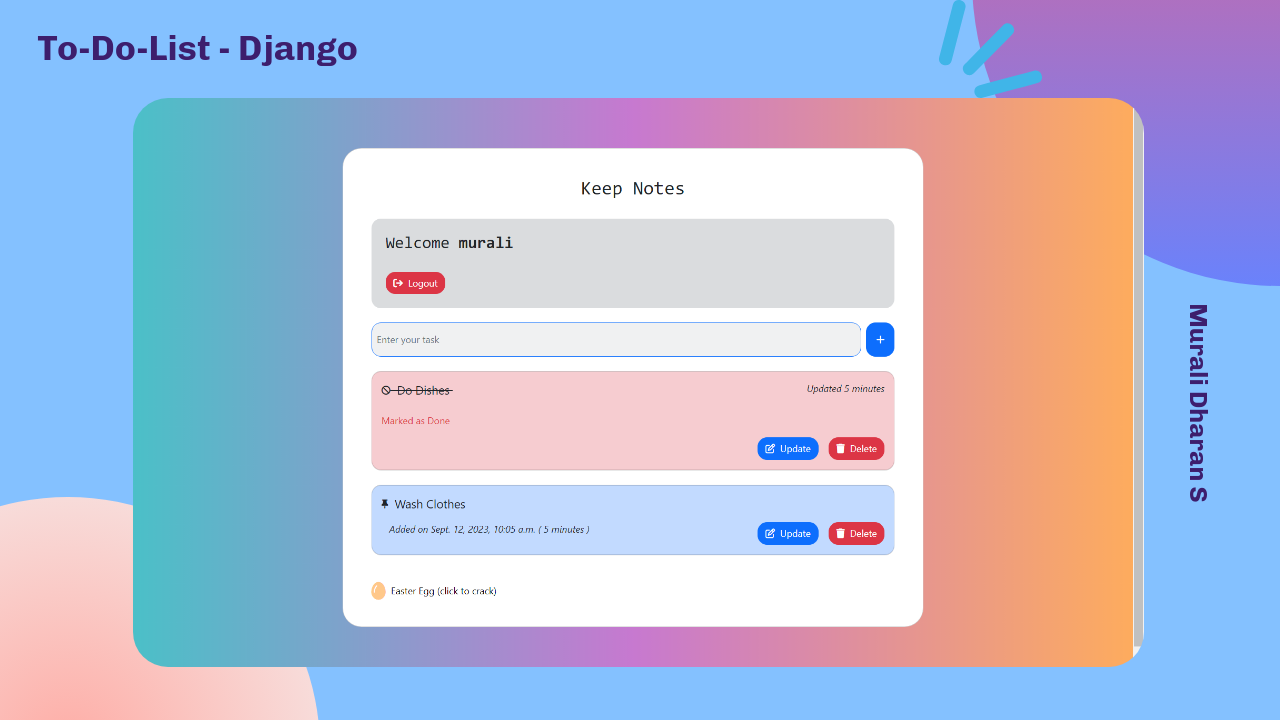 To-Do-List - Django
Keep Notes
Welcome murali
Logout
Enter your task
+
Do Dishes
Updated 5 minutes
Marked as Done
Update
Delete
Wash Clothes
Added on Sept. 12, 2023, 10:05 a.m. ( 5 minutes )
Update
Delete
Easter Egg (click to crack)
Murali Dharan S